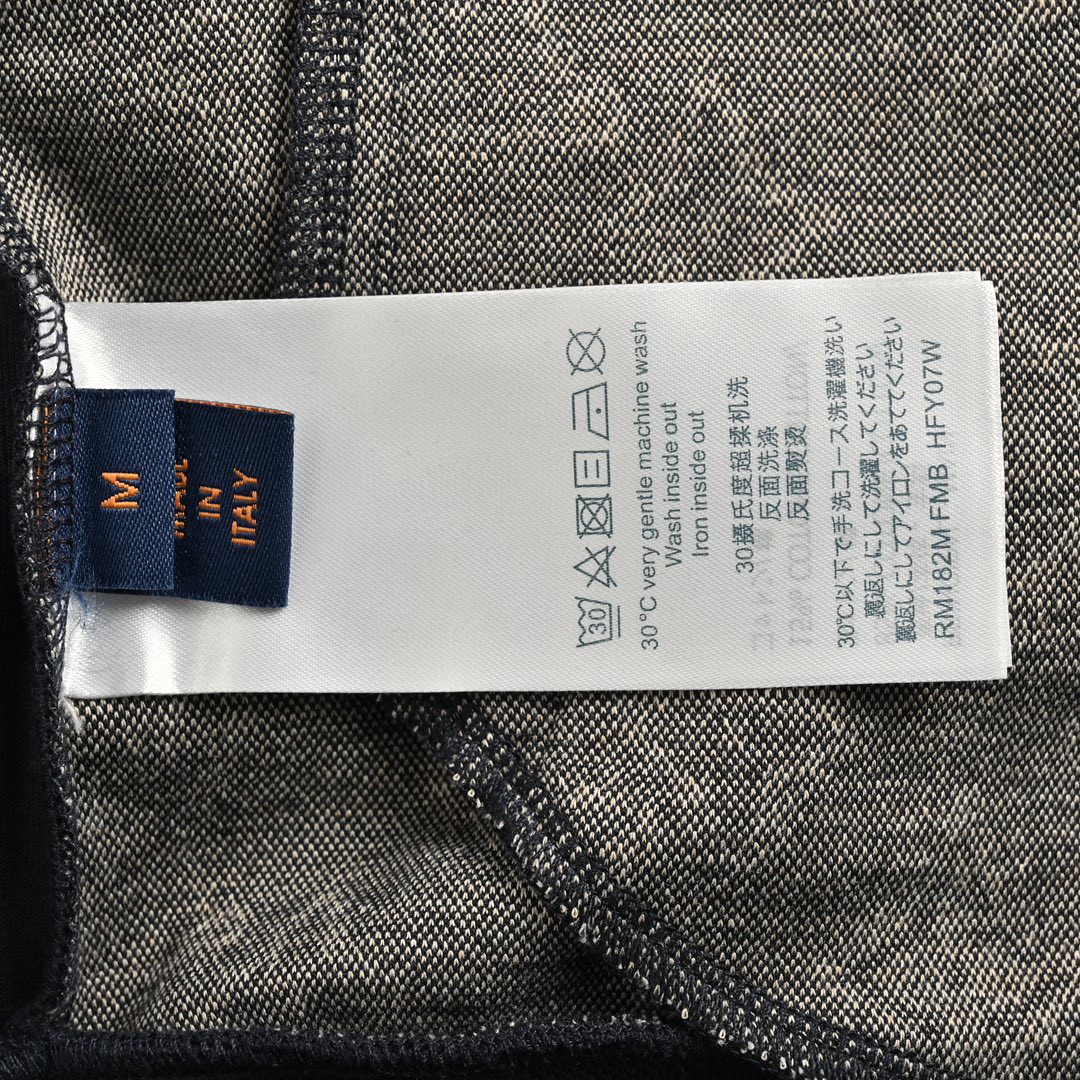 M
MADE
IN
ITALY
30
30°C very gentle machine wash
Wash inside out
Iron inside out
30摄氏度超揉机洗
反面洗涤
反面熨烫
30℃以下で手洗コース洗濯機洗い
裏返しにして洗濯してください
裏返しにしてアイロンをあててください
RM182M FMB HFY07W